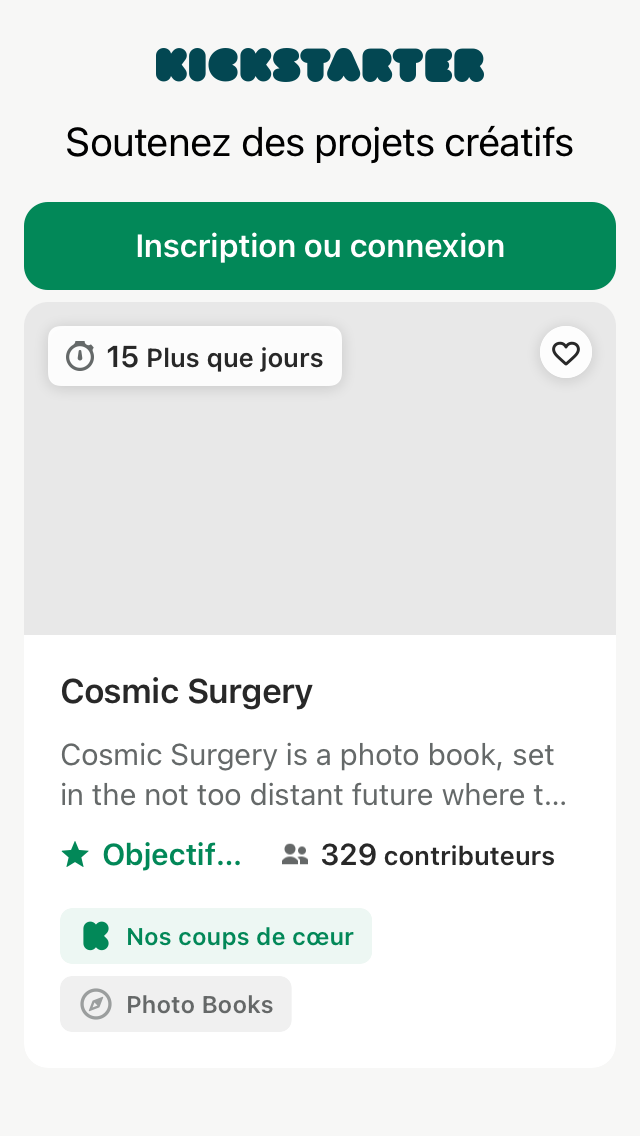 KICKSTARTER
Soutenez des projets créatifs
Inscription ou connexion
15 Plus que jours
Cosmic Surgery
Cosmic Surgery is a photo book, set
in the not too distant future where t...
Objectif... 329 contributeurs
Nos coups de cœur
Photo Books